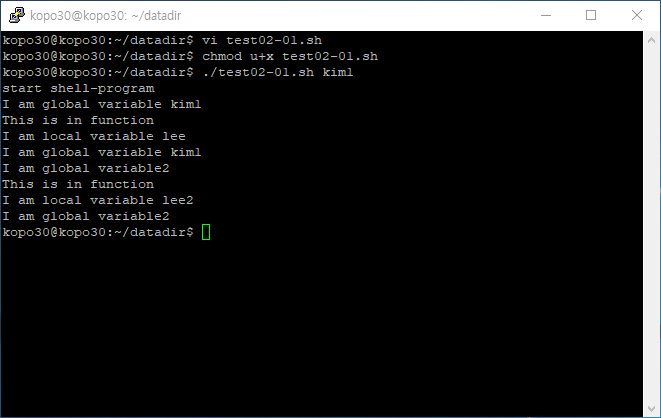 kopo30@kopo30: ~/datadir
kopo30@kopo30:~/datadir$ vi test02-01.sh
kopo30@kopo30:~/datadir$ chmod u+x test02-01.sh
kopo30@kopo30:~/datadir$ ./test02-01.sh kim1
start shell-program
I am global variable kim1
This is in function
I am local variable lee
I am global variable kim1
I am global variable2
This is in function
I am local variable lee2
I am global variable2
kopo30@kopo30:~/datadir$